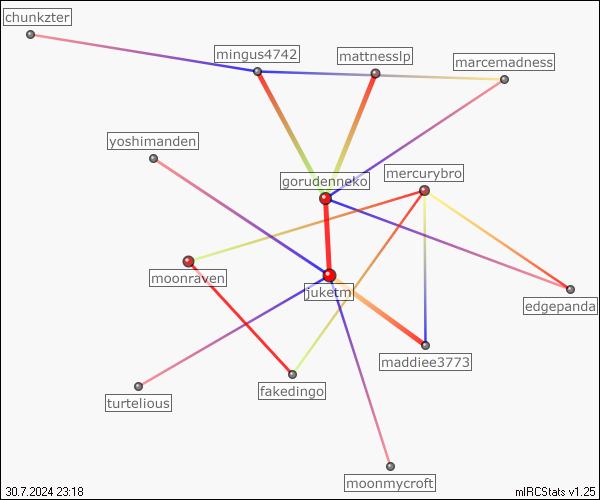 chunkzter
mingus4742
mattnesslp
marcemadness
yoshimanden
mercurybro
gorudenneko
moonraven
juketm
edgepanda
maddiee3773
fakedingo
turtelious
moonmycroft
30.7.2024 23:18
mIRCStats v1.25